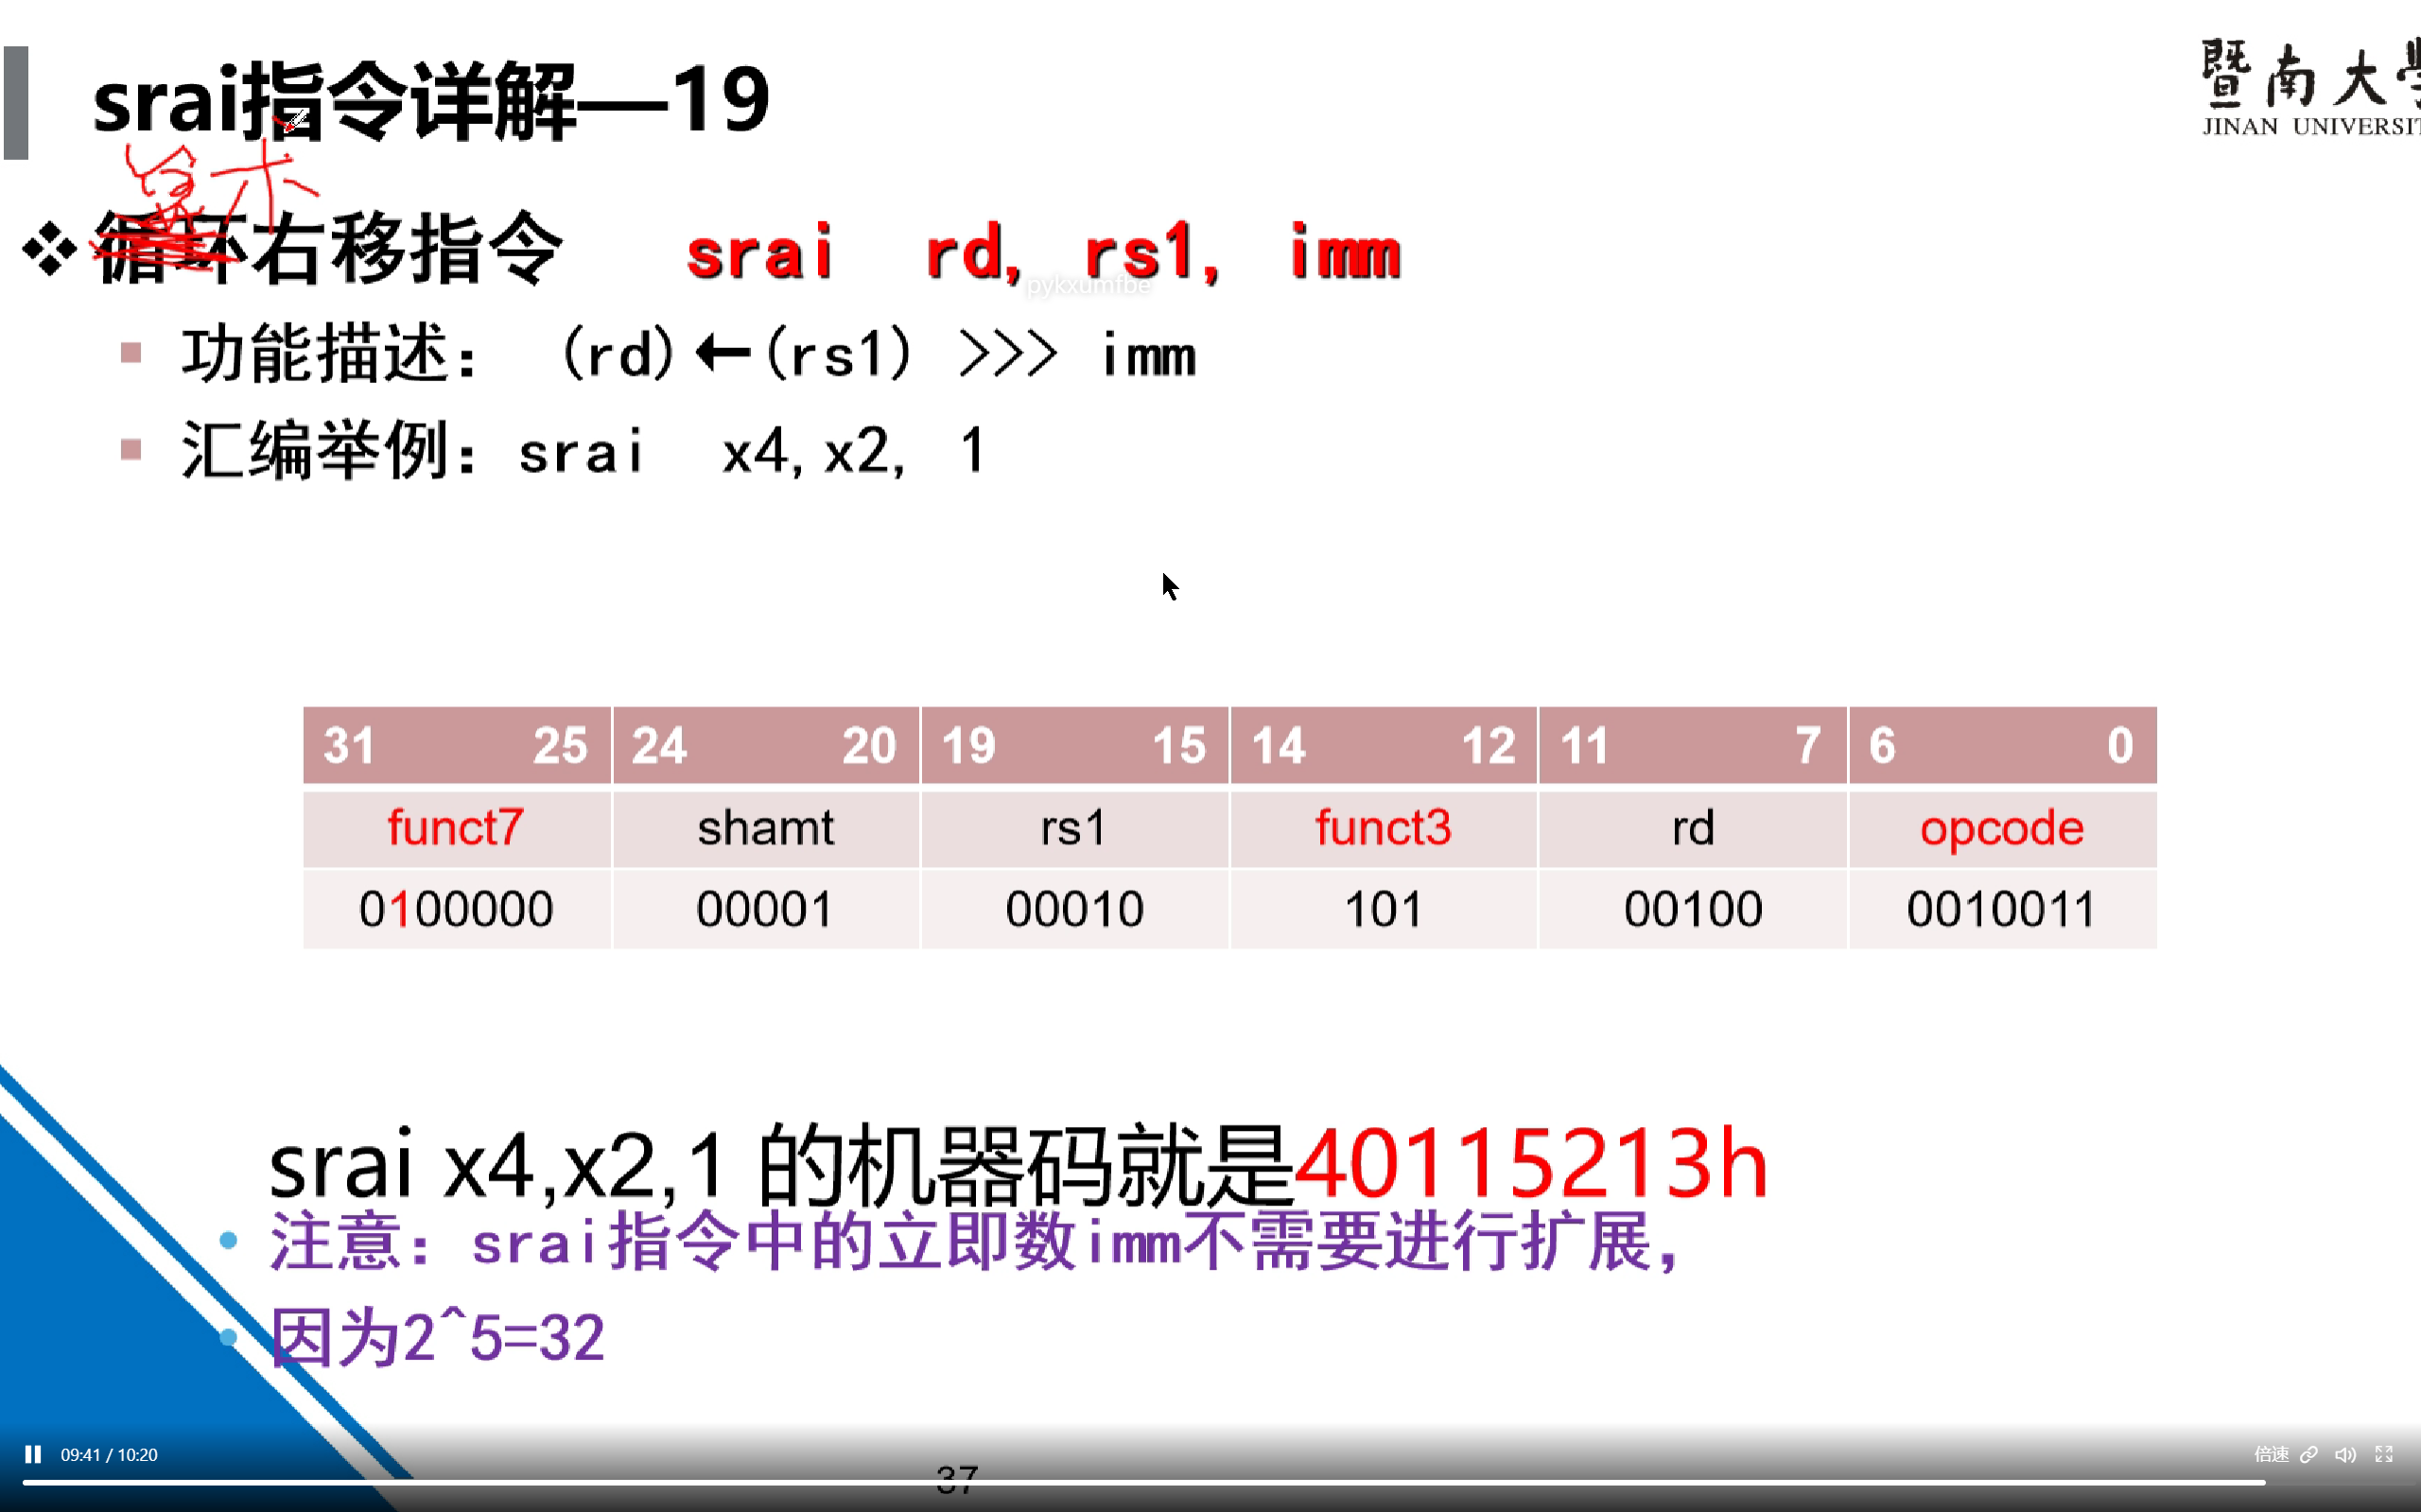 srai指令详解—19
暨南大學
JINAN UNIVERSIT
算术
循环右移指令 srai rd, rs1, imm
pykxumfbe
功能描述： (rd)←(rs1) >>> imm
汇编举例：srai x4,x2, 1
31 25 24 20 19 15 14 12 11 7 6 0
funct7 shamt rs1 funct3 rd opcode
0100000 00001 00010 101 00100 0010011
srai x4,x2,1 的机器码就是40115213h
注意：srai指令中的立即数imm不需要进行扩展，
因为2^5=32
09:41 / 10:20
倍速
37